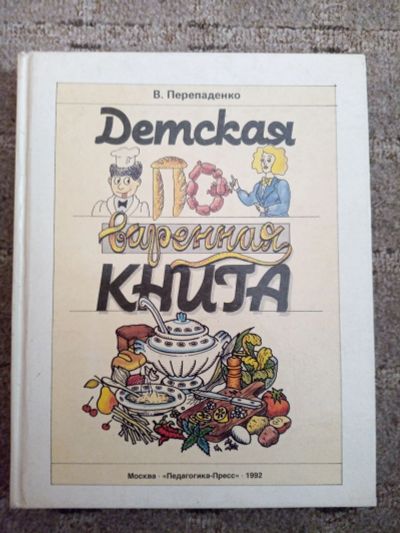 В. Перепаденко
Детская
по
варенная
КНИГА
Москва · «Педагогика-Пресс» · 1992